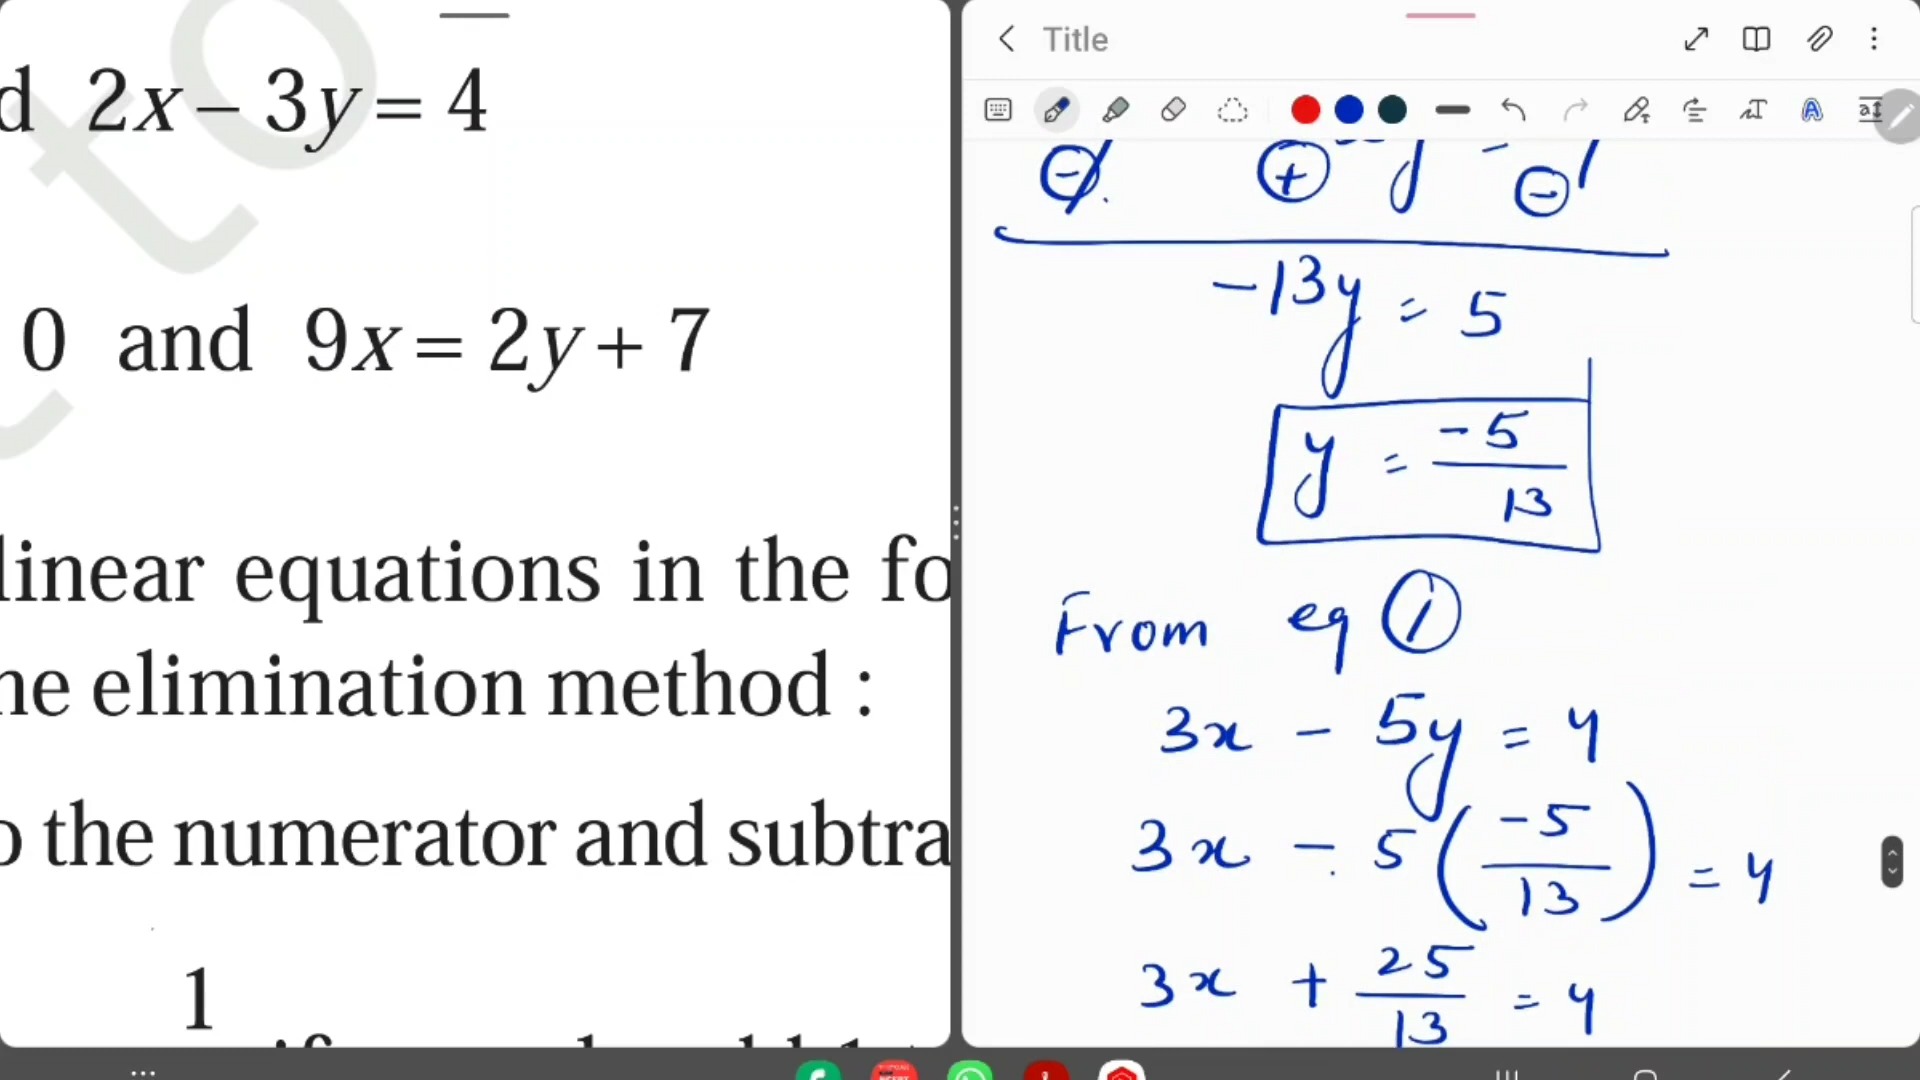 d 2x – 3y = 4
0 and 9x = 2y + 7
linear equations in the fo
he elimination method :
o the numerator and subtra
1
Title
-13y = 5
y = -5/13
From eq ①
3x - 5y = 4
3x - 5(-5/13) = 4
3x + 25/13 = 4